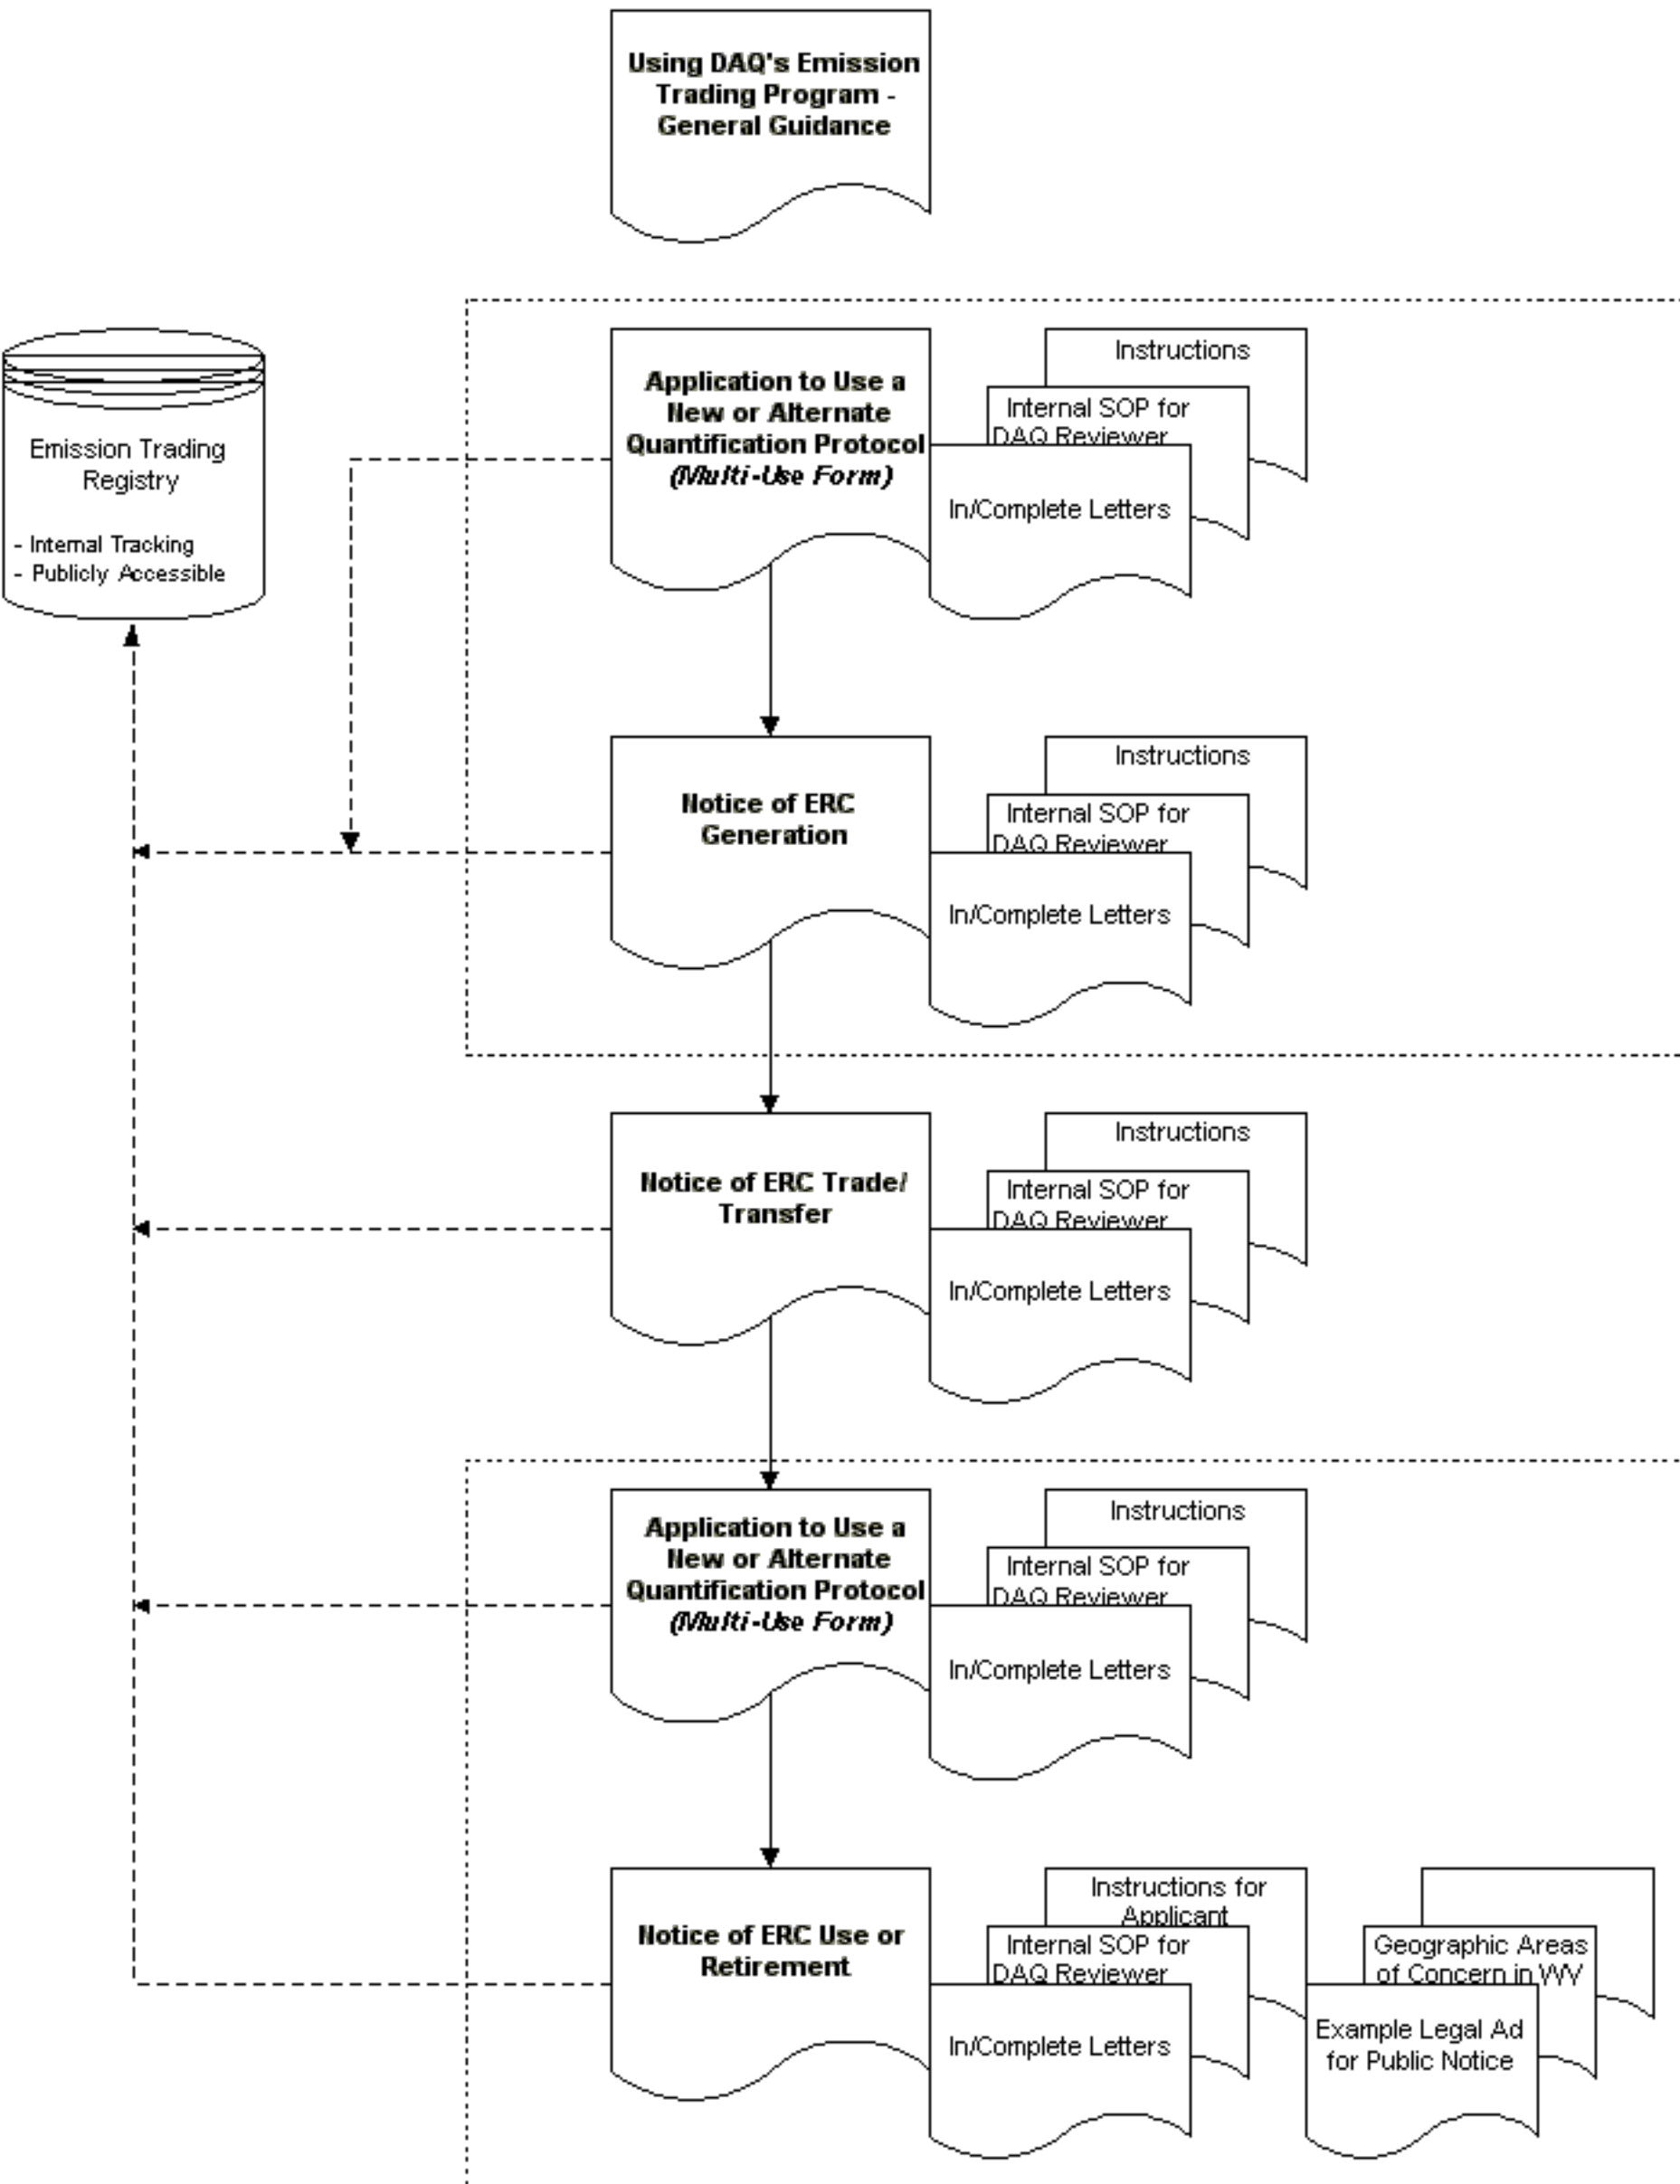 Using DAQ's Emission
Trading Program -
General Guidance
Emission Trading
Registry
- Internal Tracking
- Publicly Accessible
Application to Use a
New or Alternate
Quantification Protocol
(Multi-Use Form)
Instructions
Internal SOP for
DAQ Reviewer
In/Complete Letters
Notice of ERC
Generation
Instructions
Internal SOP for
DAQ Reviewer
In/Complete Letters
Notice of ERC Trade/
Transfer
Instructions
Internal SOP for
DAQ Reviewer
In/Complete Letters
Application to Use a
New or Alternate
Quantification Protocol
(Multi-Use Form)
Instructions
Internal SOP for
DAQ Reviewer
In/Complete Letters
Notice of ERC Use or
Retirement
Instructions for
Applicant
Internal SOP for
DAQ Reviewer
In/Complete Letters
Geographic Areas
of Concern in WV
Example Legal Ad
for Public Notice